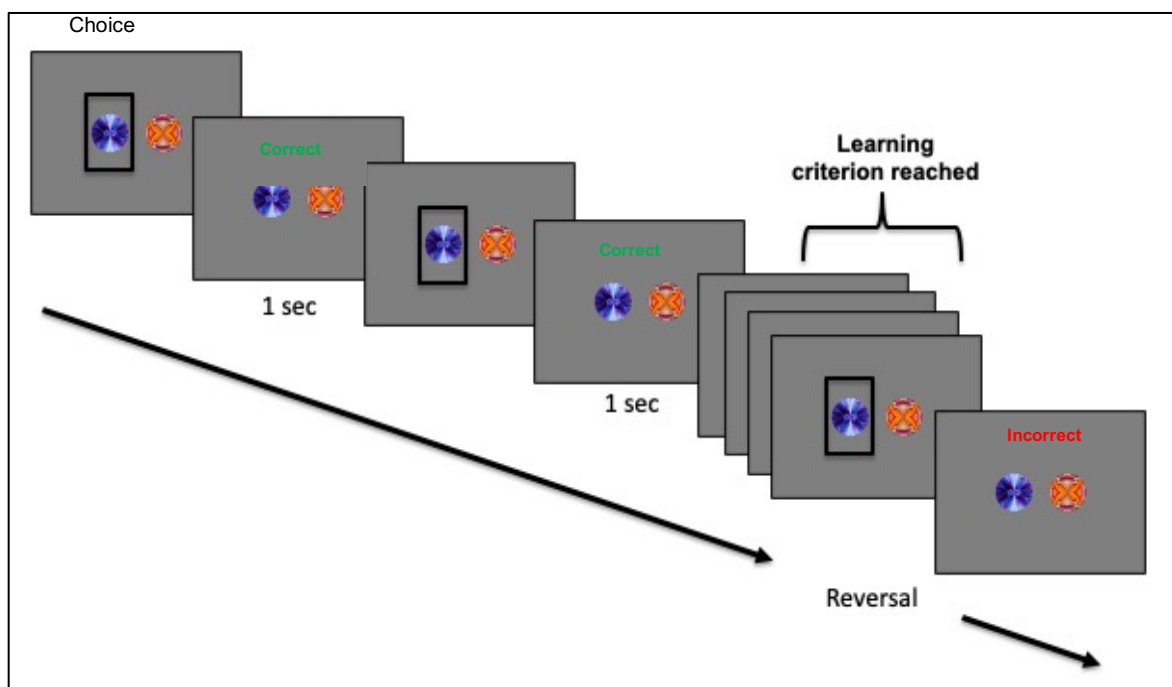 Choice
Correct
1 sec
Correct
1 sec
Learning
criterion reached
Incorrect
Reversal